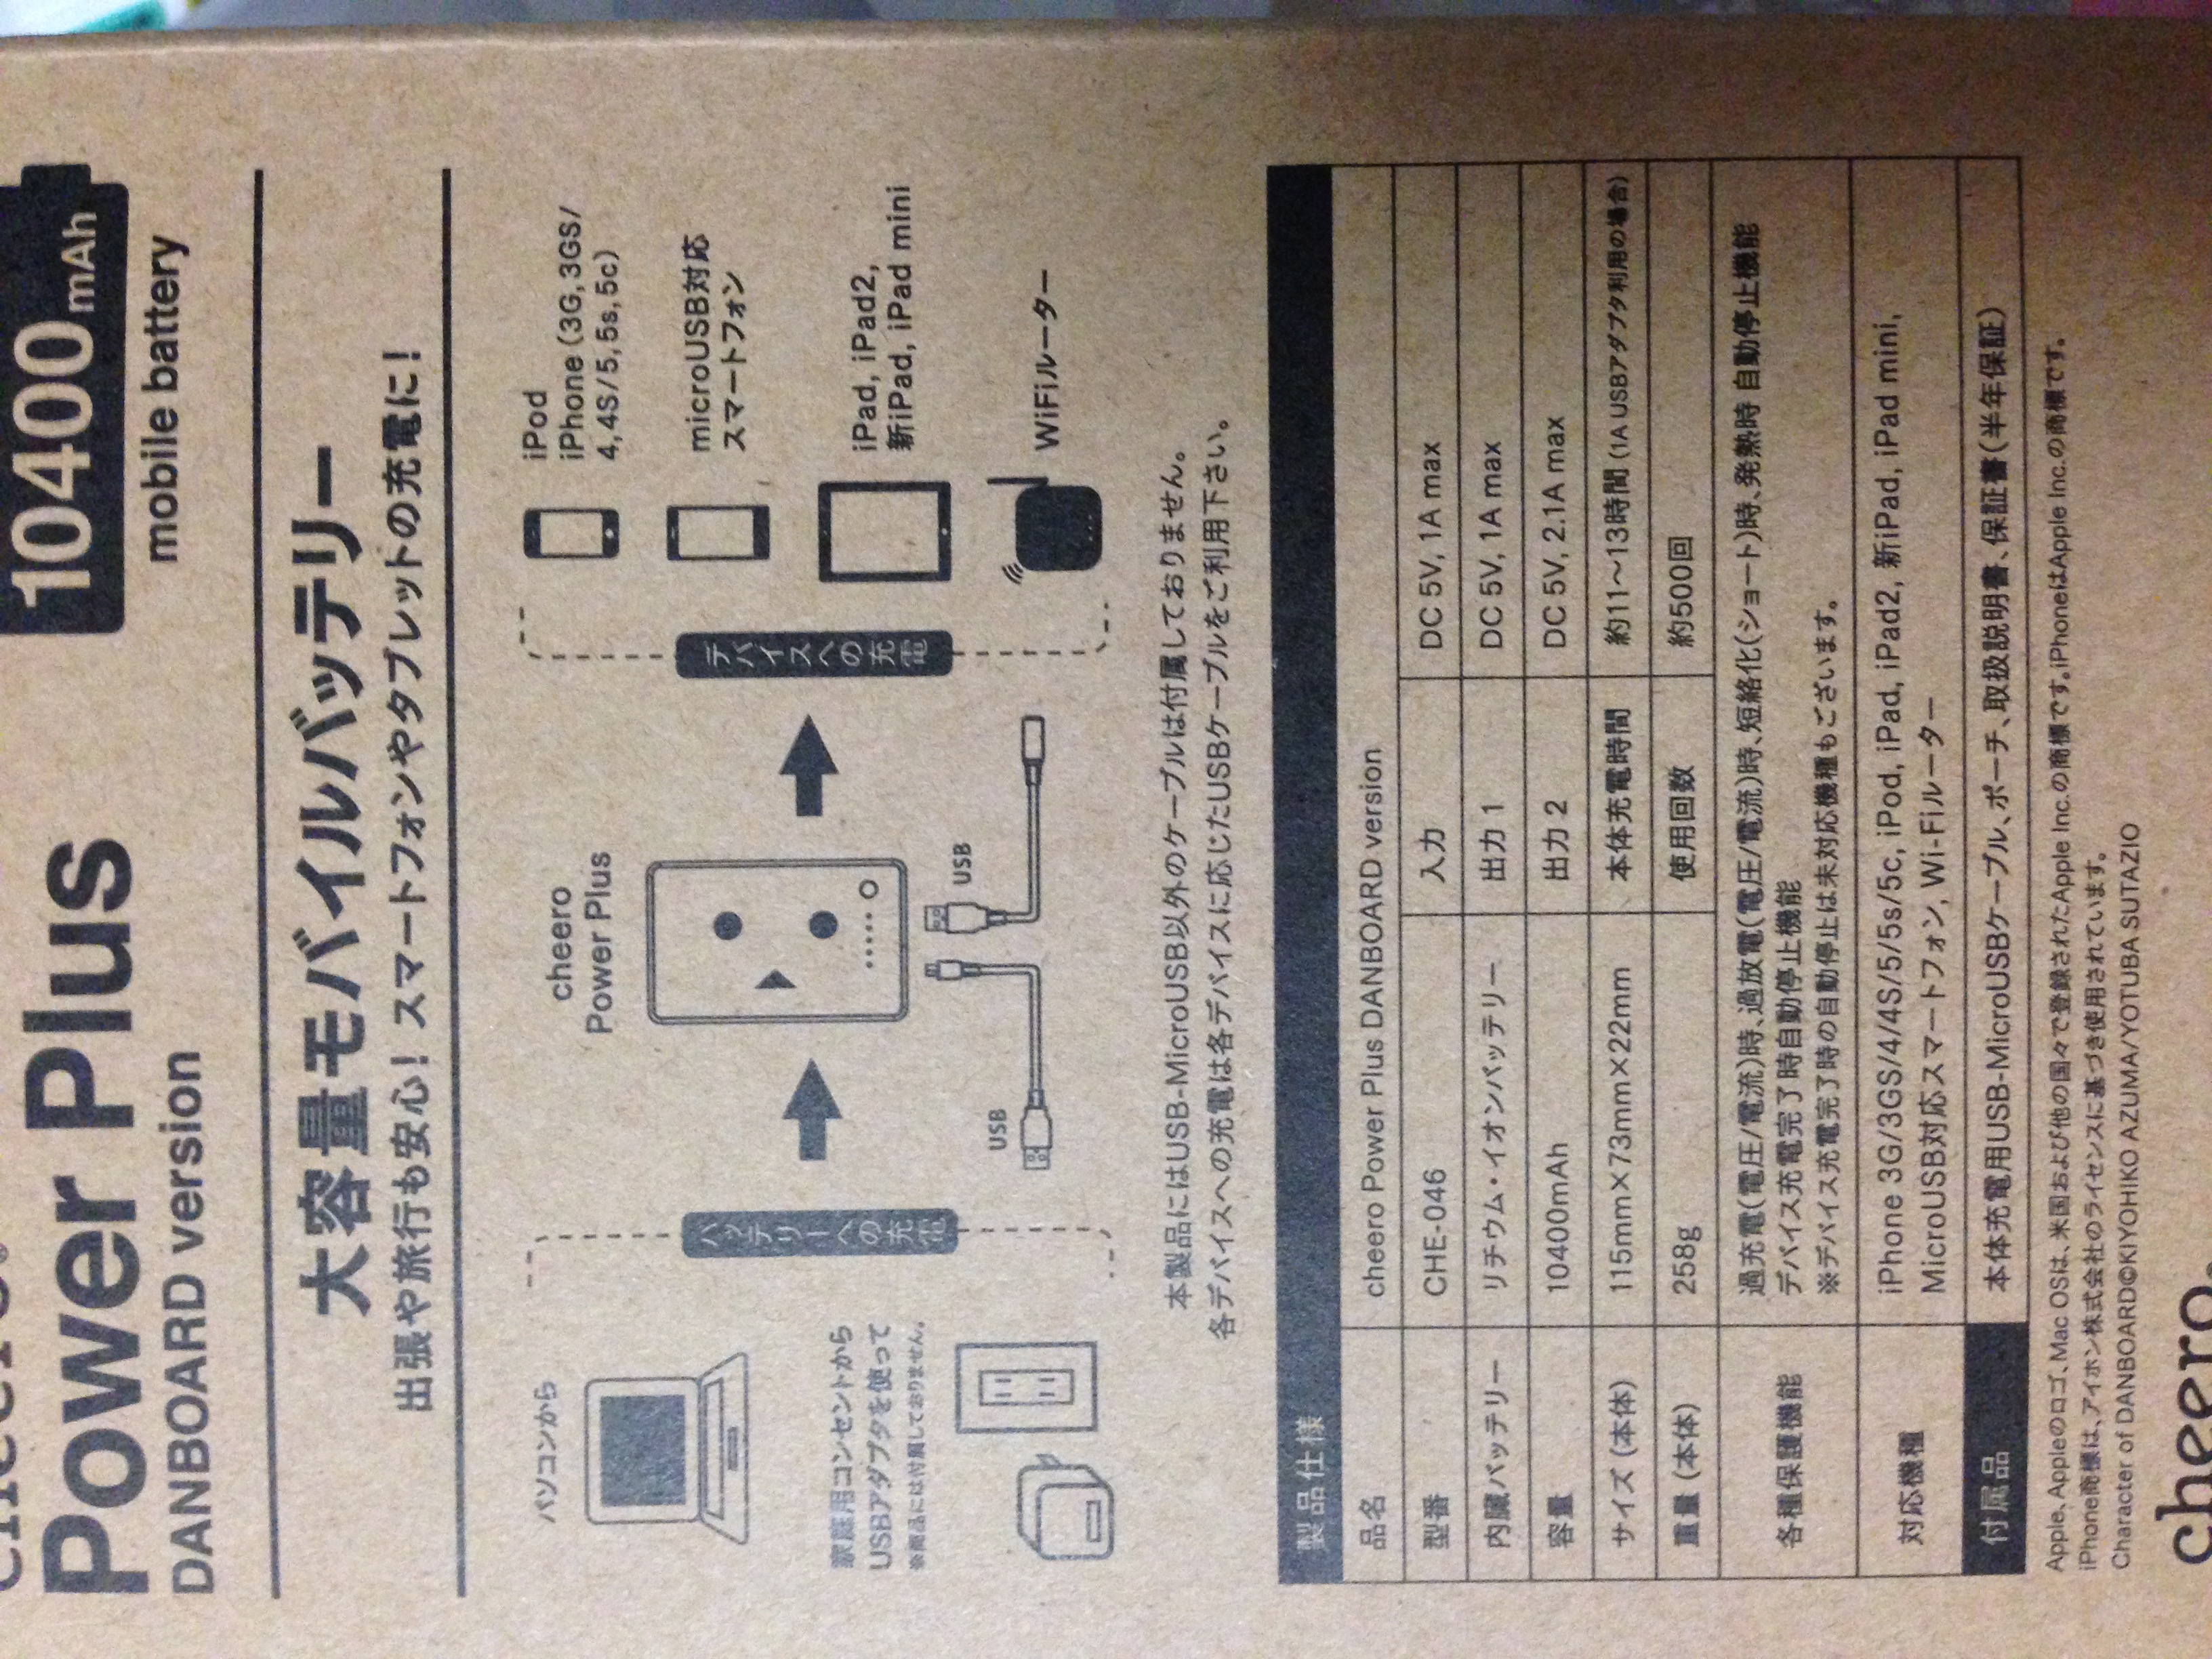 cheero.
Power Plus
DANBOARD version
10400mAh
mobile battery
大容量モバイルバッテリー
出張や旅行も安心！ スマートフォンやタブレットの充電に！
パソコンから
家庭用コンセントから
USBアダプタを使って
※商品には付属しておりません。
バッテリーへの充電
cheero
Power Plus
USB
USB
デバイスへの充電
iPod
iPhone (3G, 3GS/
4, 4S/5, 5s, 5c)
microUSB対応
スマートフォン
iPad, iPad2,
新iPad, iPad mini
WiFiルーター
本製品にはUSB-MicroUSB以外のケーブルは付属しておりません。
各デバイスへの充電は各デバイスに応じたUSBケーブルをご利用下さい。
製品仕様
品名 cheero Power Plus DANBOARD version
型番 CHE-046 入力 DC 5V, 1A max
内臓バッテリー リチウム・イオンバッテリー 出力 1 DC 5V, 1A max
容量 10400mAh 出力 2 DC 5V, 2.1A max
サイズ (本体) 115mm×73mm×22mm 本体充電時間 約11〜13時間 (1A USBアダプタ利用の場合)
重量 (本体) 258g 使用回数 約500回
各種保護機能
過充電(電圧/電流)時、過放電(電圧/電流)時、短絡化(ショート)時、発熱時 自動停止機能
デバイス充電完了時自動停止機能
※デバイス充電完了時の自動停止は未対応機種もございます。
対応機種
iPhone 3G/3GS/4/4S/5/5s/5c, iPod, iPad, iPad2, 新iPad, iPad mini,
MicroUSB対応スマートフォン, Wi-Fiルーター
付属品 本体充電用USB-MicroUSBケーブル、ポーチ、取扱説明書、保証書(半年保証)
Apple、Appleのロゴ、Mac OSは、米国および他の国々で登録されたApple Inc.の商標です。iPhoneはApple Inc.の商標です。
iPhone商標は、アイホン株式会社のライセンスに基づき使用されています。
Character of DANBOARD©KIYOHIKO AZUMA/YOTUBA SUTAZIO
cheero.